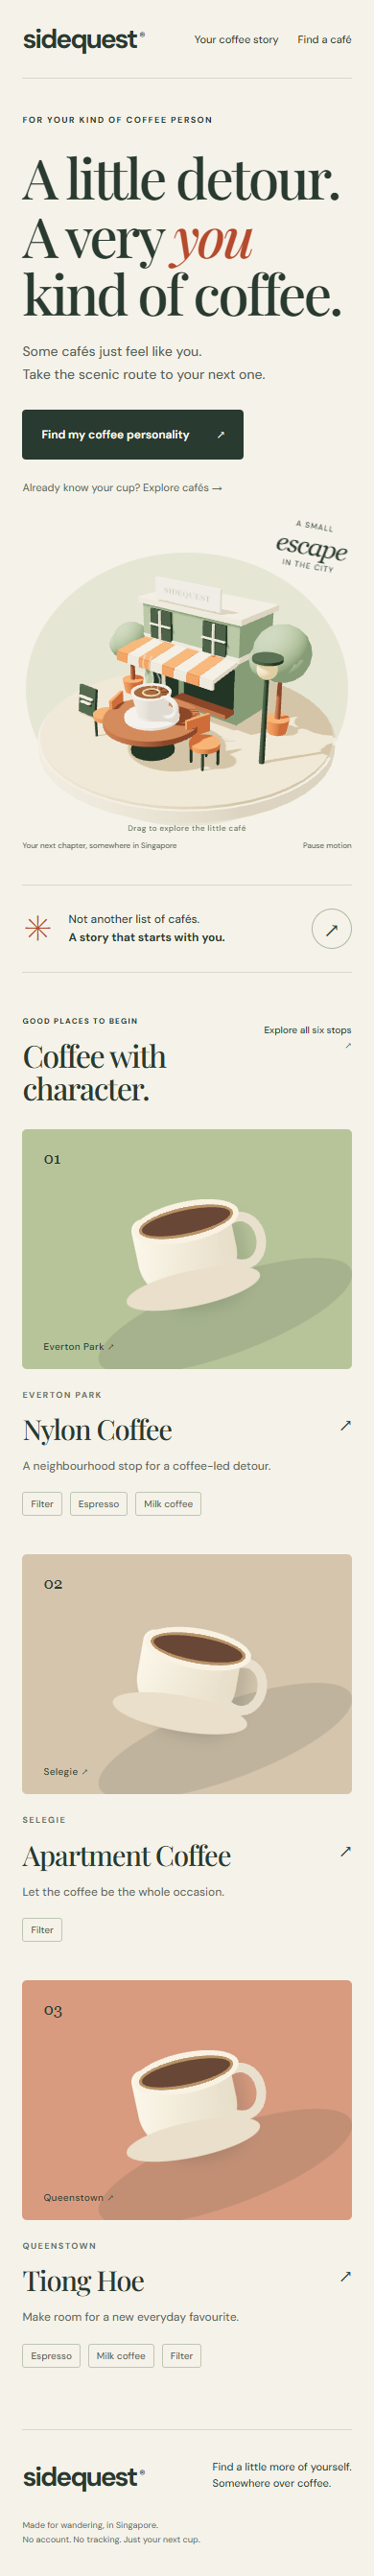 sidequest®
Your coffee story
Find a café
FOR YOUR KIND OF COFFEE PERSON
A little detour.
A very you
kind of coffee.
Some cafés just feel like you.
Take the scenic route to your next one.
Find my coffee personality ↗
Already know your cup? Explore cafés →
A SMALL
escape
IN THE CITY
SIDEQUEST
Drag to explore the little café
Your next chapter, somewhere in Singapore
Pause motion
Not another list of cafés.
A story that starts with you.
↗
GOOD PLACES TO BEGIN
Explore all six stops
↗
Coffee with
character.
01
Everton Park ↗
EVERTON PARK
Nylon Coffee ↗
A neighbourhood stop for a coffee-led detour.
Filter
Espresso
Milk coffee
02
Selegie ↗
SELEGIE
Apartment Coffee ↗
Let the coffee be the whole occasion.
Filter
03
Queenstown ↗
QUEENSTOWN
Tiong Hoe ↗
Make room for a new everyday favourite.
Espresso
Milk coffee
Filter
sidequest®
Find a little more of yourself.
Somewhere over coffee.
Made for wandering, in Singapore.
No account. No tracking. Just your next cup.